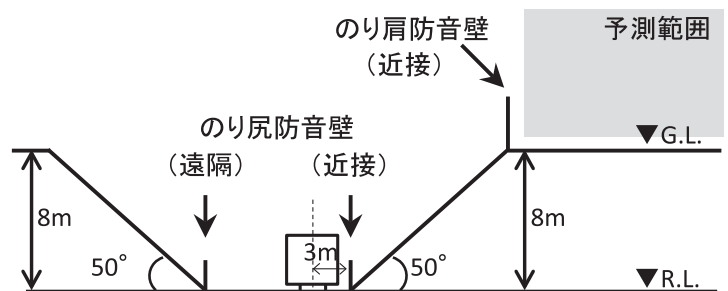 のり肩防音壁
（近接）
予測範囲
のり尻防音壁
（遠隔）
（近接）
▼G.L.
8m
8m
3m
50°
50°
▼R.L.